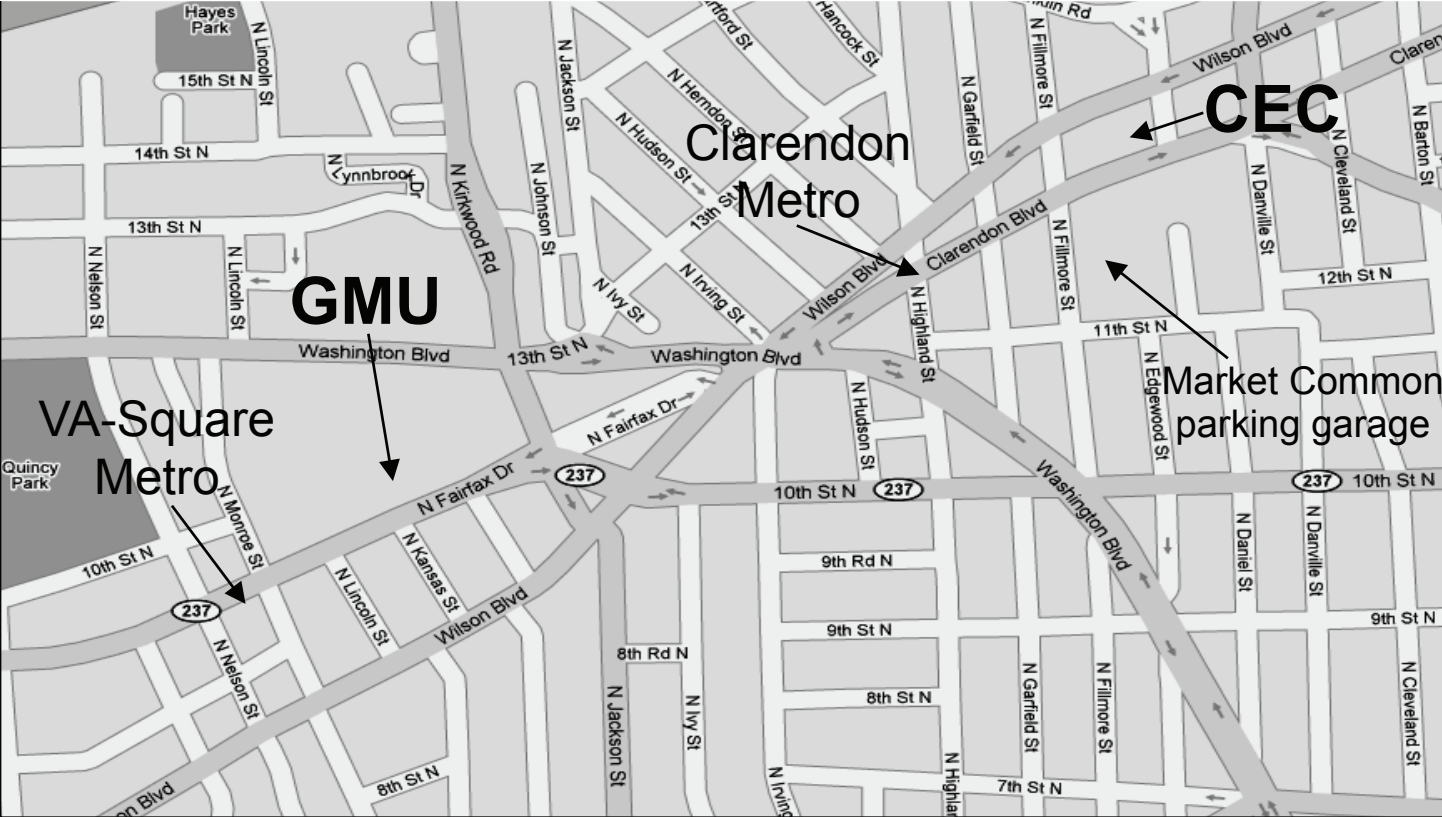 Hayes
Park
N Lincoln St
15th St N
14th St N
N
Lynnbrook Dr
13th St N
N Nelson St
N Lincoln St
N Kirkwood Rd
N Johnson St
N Jackson St
N Hudson St
N Herndon St
Hancock St
13th St N
N Irving St
N Ivy St
Clarendon
Metro
N Garfield St
N Fillmore St
Wilson Blvd
CEC
N Barton St
N Cleveland St
N Danville St
Clarendon Blvd
N Fillmore St
12th St N
Wilson Blvd
GMU
Washington Blvd
13th St N
Washington Blvd
N Highland St
11th St N
N Edgewood St
Market Common
parking garage
VA-Square
Metro
Quincy
Park
N Fairfax Dr
N Hudson St
N Fairfax Dr
237
10th St N
237
Washington Blvd
237
10th St N
N Monroe St
10th St N
237
N Lincoln St
N Kansas St
Wilson Blvd
9th Rd N
N Daniel St
N Danville St
9th St N
9th St N
N Nelson St
8th Rd N
N Jackson St
N Ivy St
8th St N
N Garfield St
N Fillmore St
N Cleveland St
8th St N
7th St N
N Irving
Blvd